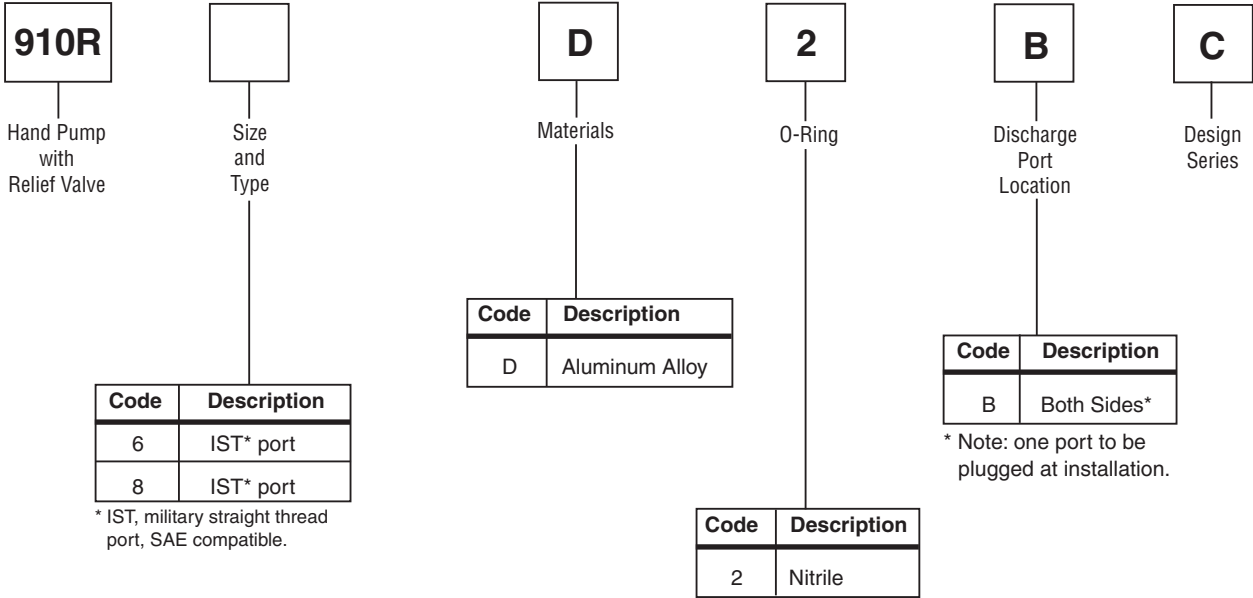 910R
D
2
B
C
Hand Pump
with
Relief Valve
Size
and
Type
Materials
O-Ring
Discharge
Port
Location
Design
Series
Code Description
D Aluminum Alloy
Code Description
B Both Sides*
* Note: one port to be
plugged at installation.
Code Description
6 IST* port
8 IST* port
* IST, military straight thread
port, SAE compatible.
Code Description
2 Nitrile